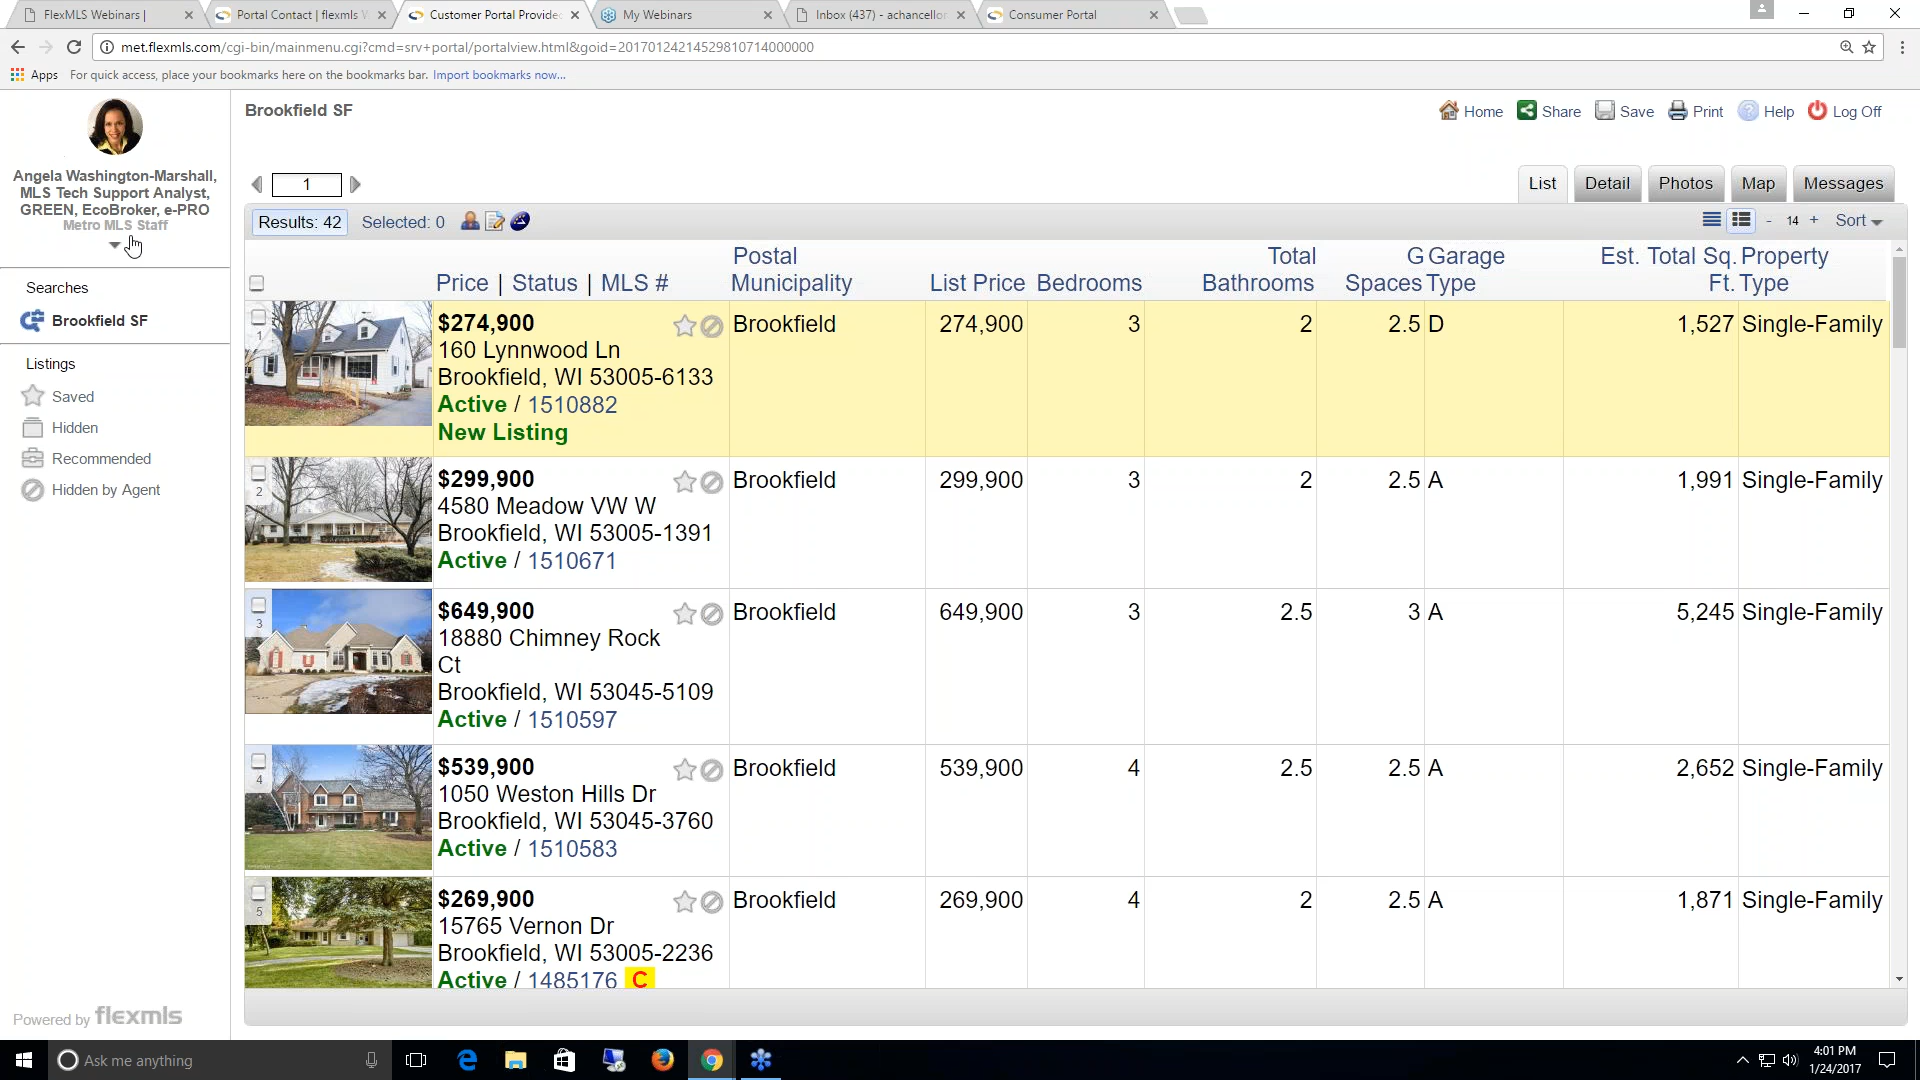 FlexMLS Webinars |
Portal Contact | flexmls W
Customer Portal Provide
My Webinars
Inbox (437) - achancellor
Consumer Portal
met.flexmls.com/cgi-bin/mainmenu.cgi?cmd=srv+portal/portalview.html&goid=20170124214529810714000000
Apps For quick access, place your bookmarks here on the bookmarks bar. Import bookmarks now...
Angela Washington-Marshall,
MLS Tech Support Analyst,
GREEN, EcoBroker, e-PRO
Metro MLS Staff
Searches
Brookfield SF
Listings
Saved
Hidden
Recommended
Hidden by Agent
Powered by flexmls
Brookfield SF
Home Share Save Print Help Log Off
1
List Detail Photos Map Messages
Results: 42 Selected: 0
- 14 + Sort
Price | Status | MLS #
Postal
Municipality
List Price
Bedrooms
Total
Bathrooms
G
Spaces
Garage
Type
Est. Total Sq.
Ft.
Property
Type
1
$274,900
160 Lynnwood Ln
Brookfield, WI 53005-6133
Active / 1510882
New Listing
Brookfield 274,900 3 2 2.5 D 1,527 Single-Family
2
$299,900
4580 Meadow VW W
Brookfield, WI 53005-1391
Active / 1510671
Brookfield 299,900 3 2 2.5 A 1,991 Single-Family
3
$649,900
18880 Chimney Rock
Ct
Brookfield, WI 53045-5109
Active / 1510597
Brookfield 649,900 3 2.5 3 A 5,245 Single-Family
4
$539,900
1050 Weston Hills Dr
Brookfield, WI 53045-3760
Active / 1510583
Brookfield 539,900 4 2.5 2.5 A 2,652 Single-Family
5
$269,900
15765 Vernon Dr
Brookfield, WI 53005-2236
Active / 1485176 C
Brookfield 269,900 4 2 2.5 A 1,871 Single-Family
Ask me anything
4:01 PM
1/24/2017